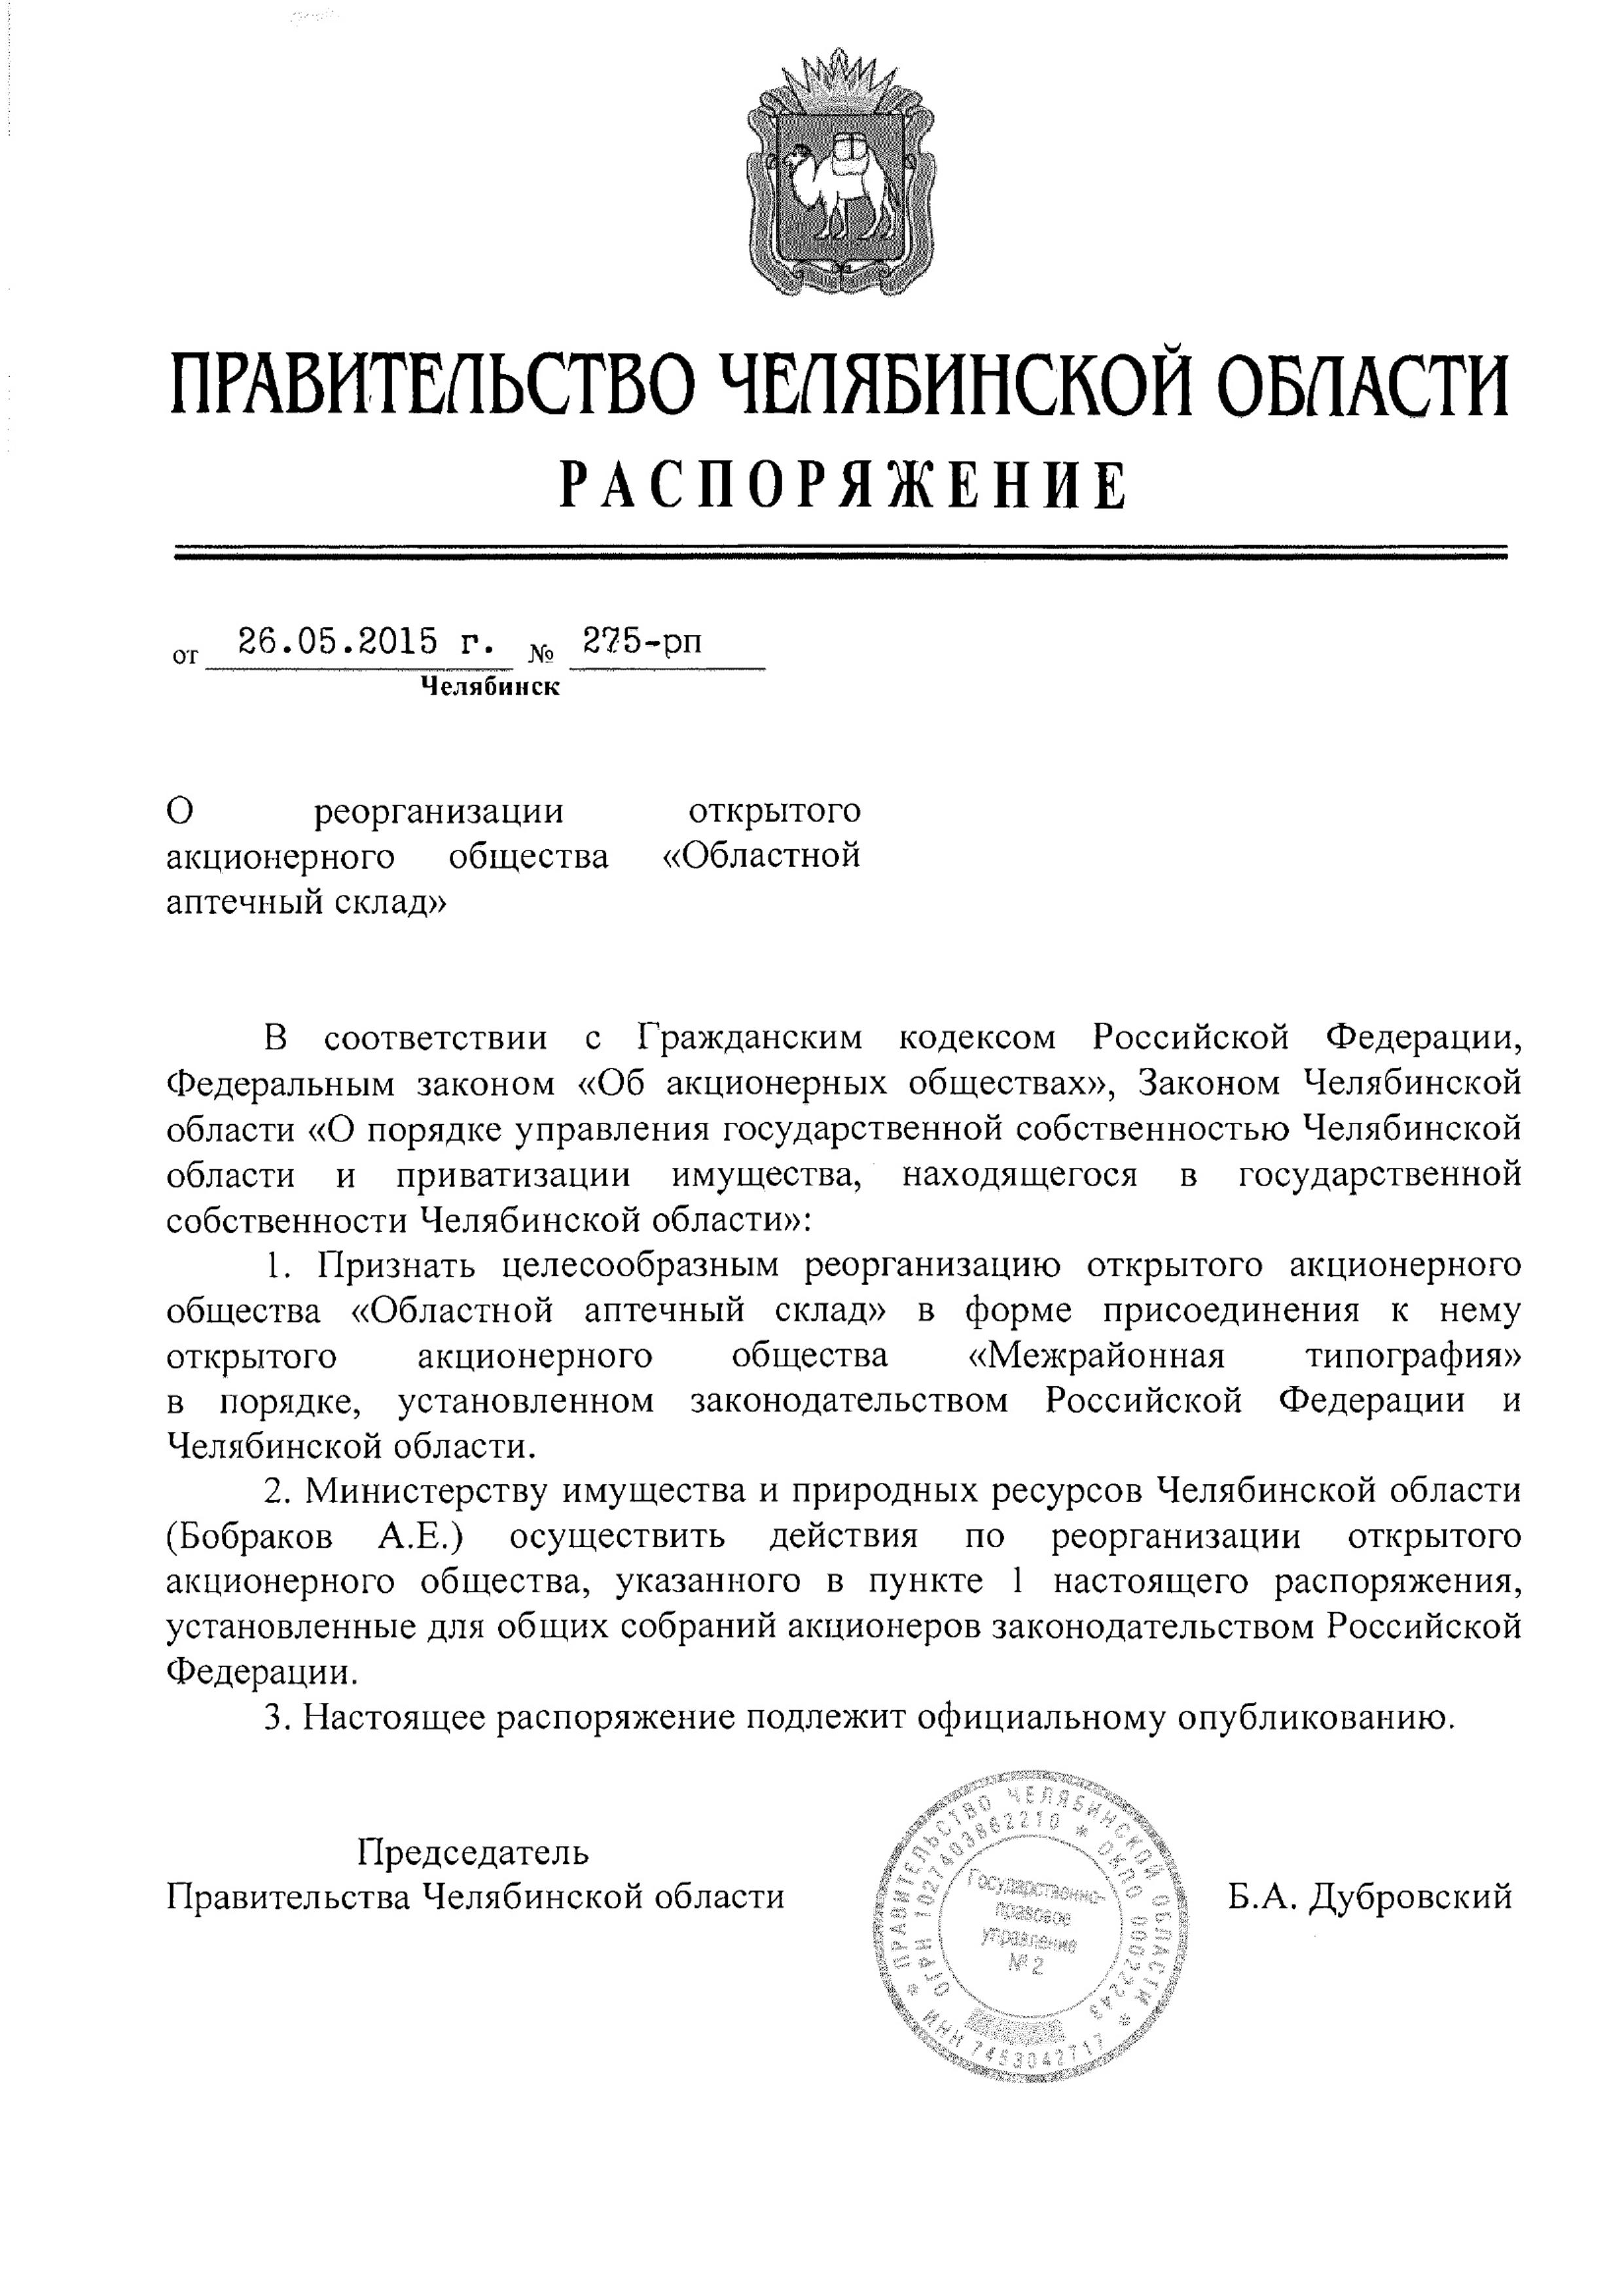 ПРАВИТЕЛЬСТВО ЧЕЛЯБИНСКОЙ ОБЛАСТИ
РАСПОРЯЖЕНИЕ
от 26.05.2015 г. № 275-рп
Челябинск
О реорганизации открытого
акционерного общества «Областной
аптечный склад»
В соответствии с Гражданским кодексом Российской Федерации,
Федеральным законом «Об акционерных обществах», Законом Челябинской
области «О порядке управления государственной собственностью Челябинской
области и приватизации имущества, находящегося в государственной
собственности Челябинской области»:
1. Признать целесообразным реорганизацию открытого акционерного
общества «Областной аптечный склад» в форме присоединения к нему
открытого акционерного общества «Межрайонная типография»
в порядке, установленном законодательством Российской Федерации и
Челябинской области.
2. Министерству имущества и природных ресурсов Челябинской области
(Бобраков А.Е.) осуществить действия по реорганизации открытого
акционерного общества, указанного в пункте 1 настоящего распоряжения,
установленные для общих собраний акционеров законодательством Российской
Федерации.
3. Настоящее распоряжение подлежит официальному опубликованию.
Председатель
Правительства Челябинской области
Б.А. Дубровский
* ПРАВИТЕЛЬСТВО ЧЕЛЯБИНСКОЙ ОБЛАСТИ *
ИНН 7453042717
ОГРН 1027403862210 * ОКПО 00022243
Государственно-
правовое
управление
№ 2